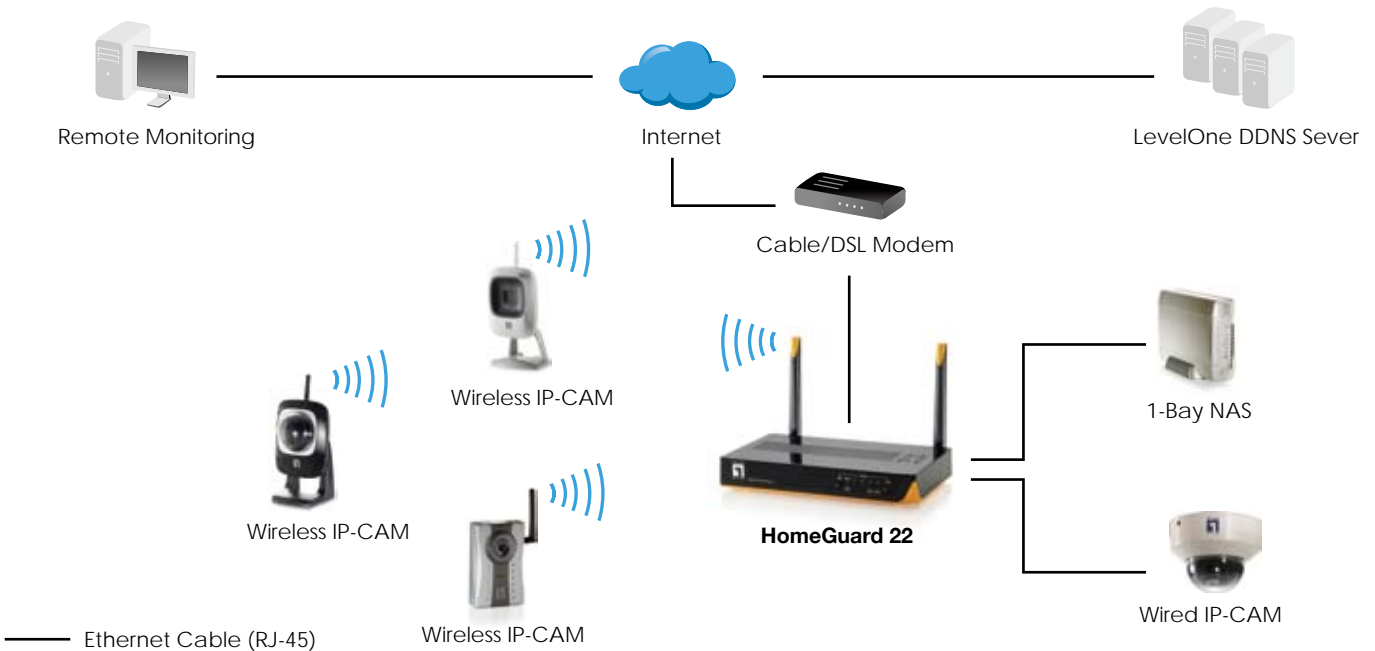 Remote Monitoring
Internet
LevelOne DDNS Sever
Cable/DSL Modem
Wireless IP-CAM
1-Bay NAS
Wireless IP-CAM
HomeGuard 22
Wired IP-CAM
Wireless IP-CAM
Ethernet Cable (RJ-45)